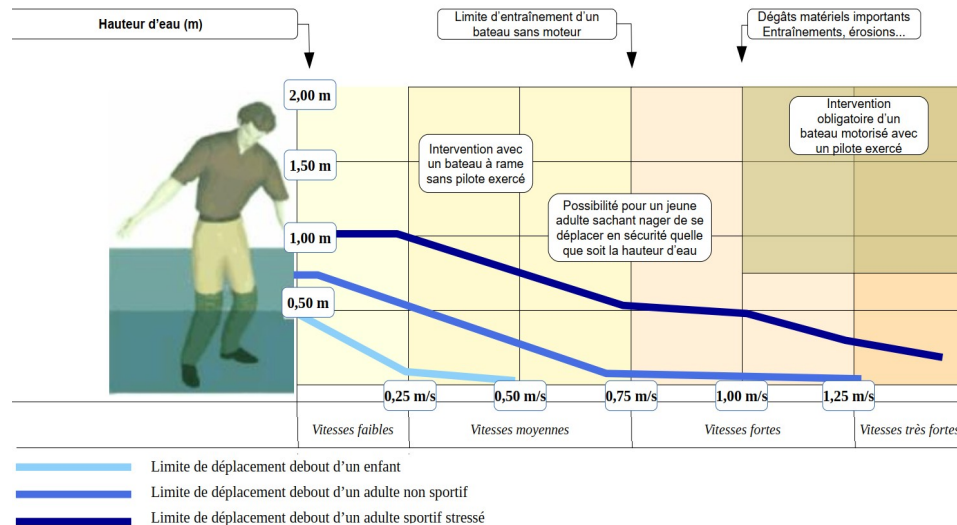 Hauteur d'eau (m)
Limite d'entraînement d'un
bateau sans moteur
Dégâts matériels importants
Entraînements, érosions...
2,00 m
1,50 m
1,00 m
0,50 m
Intervention avec
un bateau à rame
sans pilote exercé
Possibilité pour un jeune
adulte sachant nager de se
déplacer en sécurité quelle
que soit la hauteur d'eau
Intervention
obligatoire d'un
bateau motorisé avec
un pilote exercé
0,25 m/s
0,50 m/s
0,75 m/s
1,00 m/s
1,25 m/s
Vitesses faibles
Vitesses moyennes
Vitesses fortes
Vitesses très fortes
Limite de déplacement debout d'un enfant
Limite de déplacement debout d'un adulte non sportif
Limite de déplacement debout d'un adulte sportif stressé